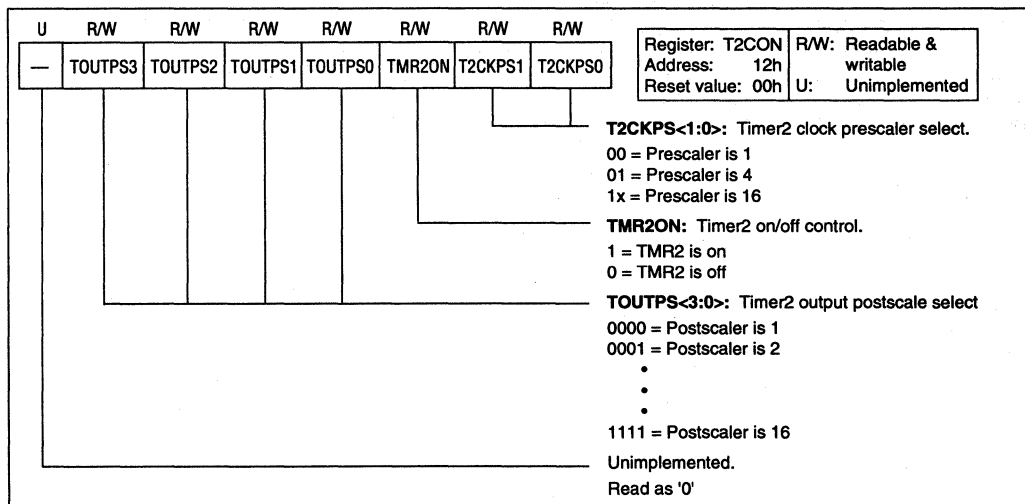 U R/W R/W R/W R/W R/W R/W R/W
— TOUTPS3 TOUTPS2 TOUTPS1 TOUTPS0 TMR2ON T2CKPS1 T2CKPS0
Register: T2CON R/W: Readable &
Address: 12h writable
Reset value: 00h U: Unimplemented
T2CKPS<1:0>: Timer2 clock prescaler select.
00 = Prescaler is 1
01 = Prescaler is 4
1x = Prescaler is 16
TMR2ON: Timer2 on/off control.
1 = TMR2 is on
0 = TMR2 is off
TOUTPS<3:0>: Timer2 output postscale select
0000 = Postscaler is 1
0001 = Postscaler is 2
•
•
•
1111 = Postscaler is 16
Unimplemented.
Read as '0'